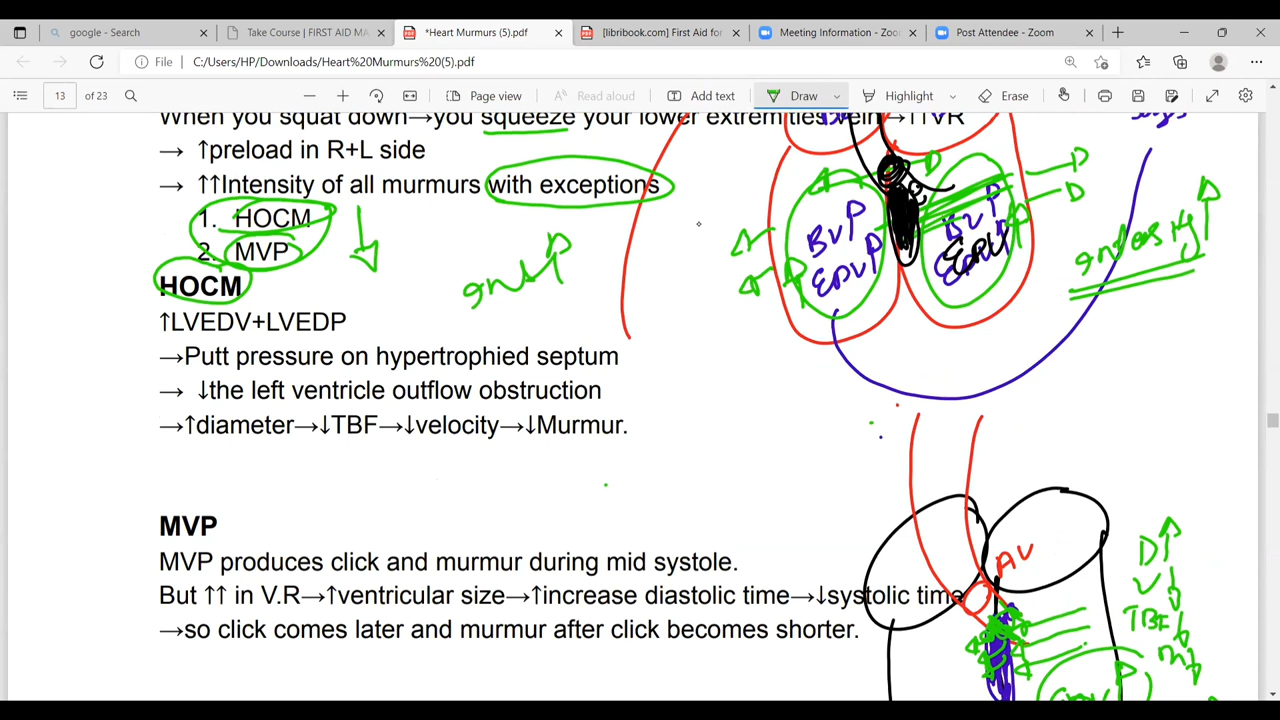 google - Search
Take Course | FIRST AID MA
*Heart Murmurs (5).pdf
[libribook.com] First Aid for
Meeting Information - Zoo
Post Attendee - Zoom
File
C:/Users/HP/Downloads/Heart%20Murmurs%20(5).pdf
13 of 23
Page view
Read aloud
Add text
Draw
Highlight
Erase
When you squat down→you squeeze your lower extremities vein→↑↑VR
→ ↑preload in R+L side
→ ↑↑Intensity of all murmurs with exceptions
1. HOCM
2. MVP
HOCM
↑LVEDV+LVEDP
→Putt pressure on hypertrophied septum
→ ↓the left ventricle outflow obstruction
→↑diameter→↓TBF→↓velocity→↓Murmur.
MVP
MVP produces click and murmur during mid systole.
But ↑↑ in V.R→↑ventricular size→↑increase diastolic time→↓systolic time
→so click comes later and murmur after click becomes shorter.
D
D
D
BVP
EDVP
BVP
intensity↑
AV
D↑
V↓
TBF↓